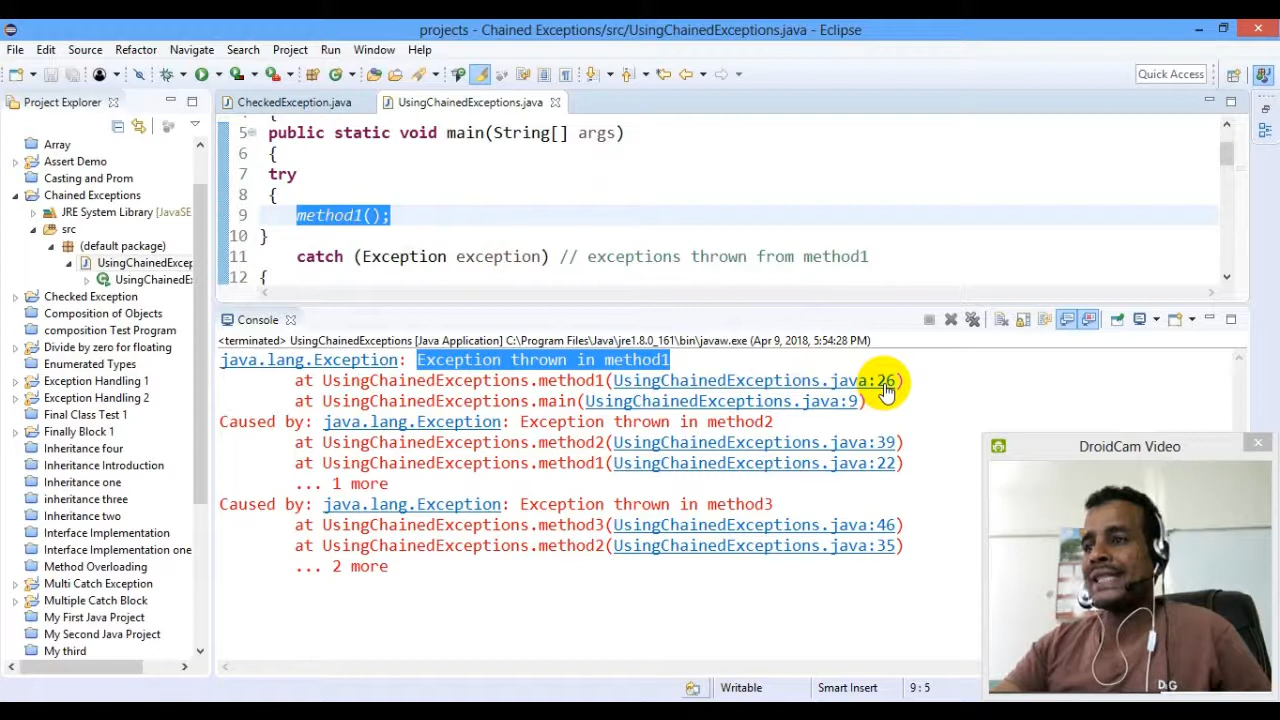 projects - Chained Exceptions/src/UsingChainedExceptions.java - Eclipse
File Edit Source Refactor Navigate Search Project Run Window Help
Quick Access
Project Explorer
Array
Assert Demo
Casting and Prom
Chained Exceptions
JRE System Library [JavaSE
src
(default package)
UsingChainedExcep
UsingChainedE
Checked Exception
Composition of Objects
composition Test Program
Divide by zero for floating
Enumerated Types
Exception Handling 1
Exception Handling 2
Final Class Test 1
Finally Block 1
Inheritance four
Inheritance Introduction
Inheritance one
inheritance three
Inheritance two
Interface Implementation
Interface Implementation one
Method Overloading
Multi Catch Exception
Multiple Catch Block
My First Java Project
My Second Java Project
My third
CheckedException.java UsingChainedExceptions.java
5 public static void main(String[] args)
6 {
7 try
8 {
9 method1();
10 }
11 catch (Exception exception) // exceptions thrown from method1
12 {
Console
<terminated> UsingChainedExceptions [Java Application] C:\Program Files\Java\jre1.8.0_161\bin\javaw.exe (Apr 9, 2018, 5:54:28 PM)
java.lang.Exception: Exception thrown in method1
at UsingChainedExceptions.method1(UsingChainedExceptions.java:26)
at UsingChainedExceptions.main(UsingChainedExceptions.java:9)
Caused by: java.lang.Exception: Exception thrown in method2
at UsingChainedExceptions.method2(UsingChainedExceptions.java:39)
at UsingChainedExceptions.method1(UsingChainedExceptions.java:22)
... 1 more
Caused by: java.lang.Exception: Exception thrown in method3
at UsingChainedExceptions.method3(UsingChainedExceptions.java:46)
at UsingChainedExceptions.method2(UsingChainedExceptions.java:35)
... 2 more
DroidCam Video
Writable Smart Insert 9 : 5